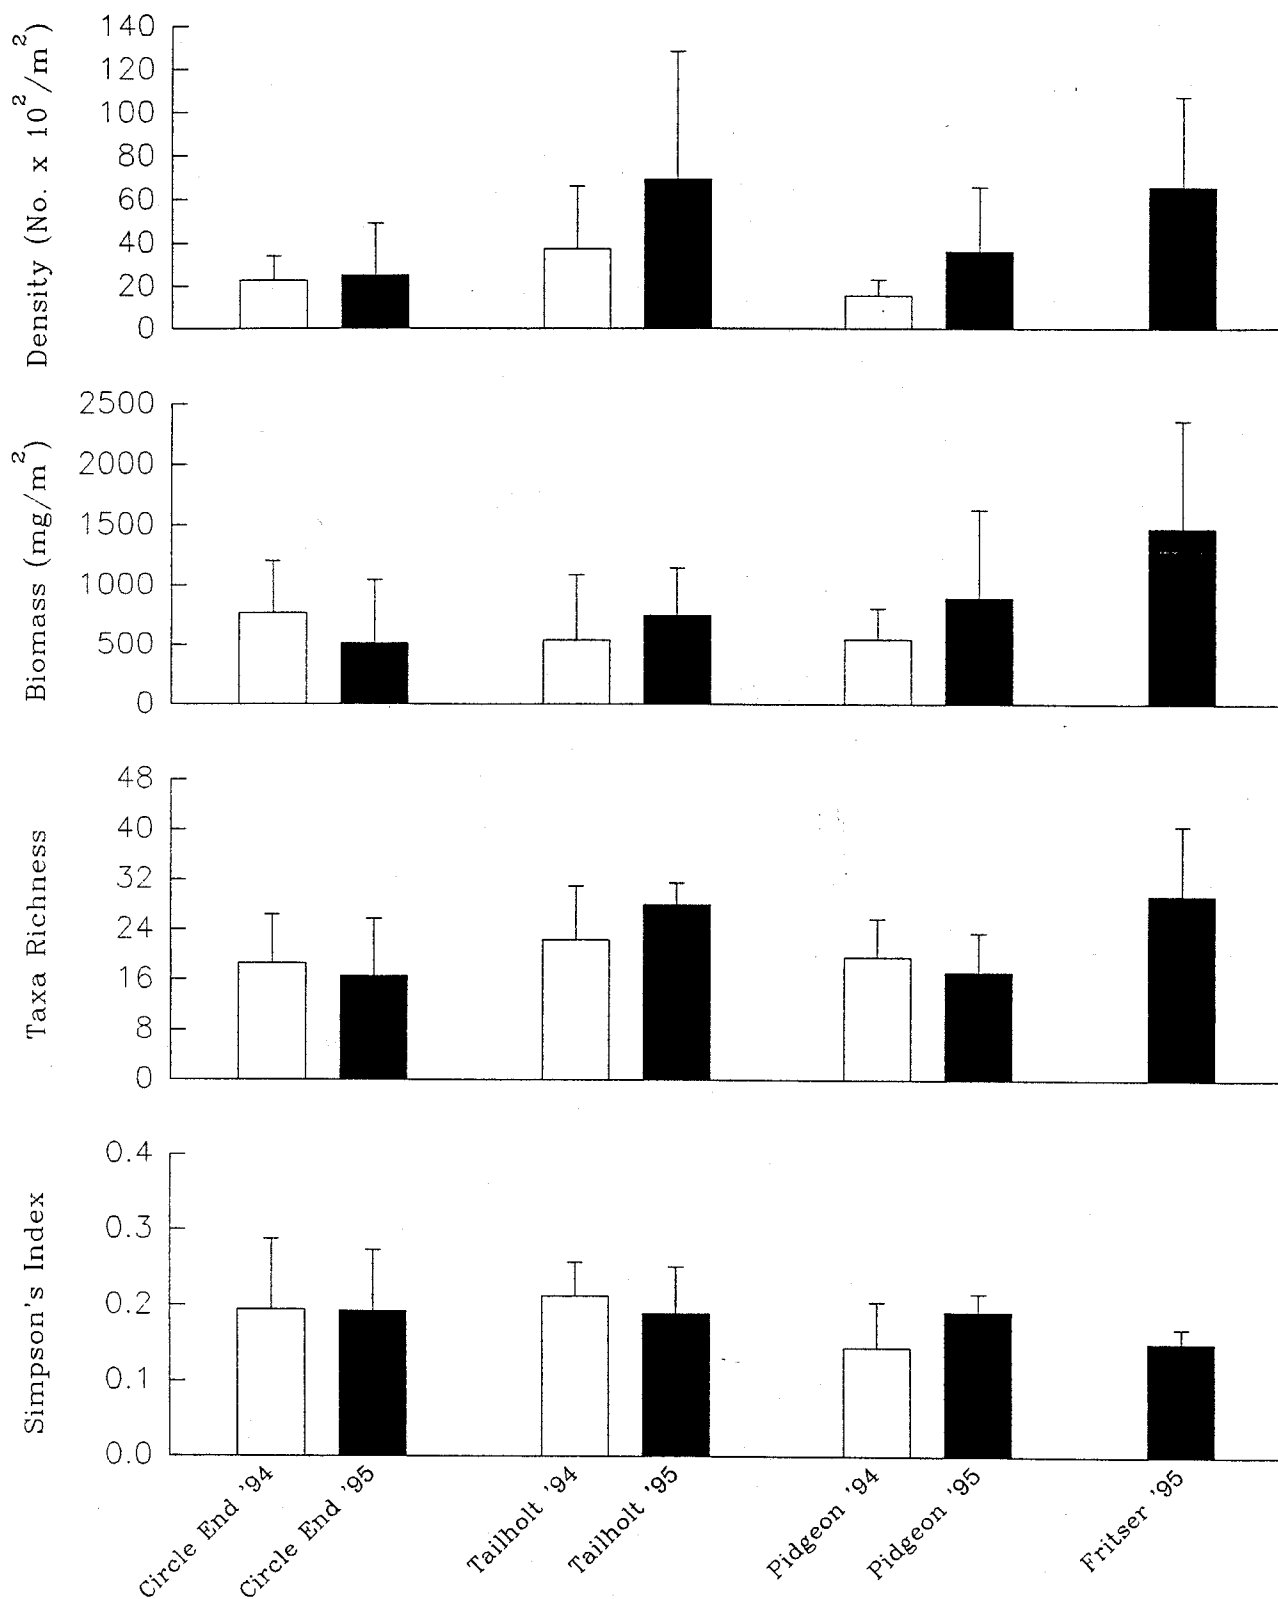 Density (No. x 10²/m²)
140
120
100
80
60
40
20
0
Biomass (mg/m²)
2500
2000
1500
1000
500
0
Taxa Richness
48
40
32
24
16
8
0
Simpson's Index
0.4
0.3
0.2
0.1
0.0
Circle End '94
Circle End '95
Tailholt '94
Tailholt '95
Pidgeon '94
Pidgeon '95
Fritser '95